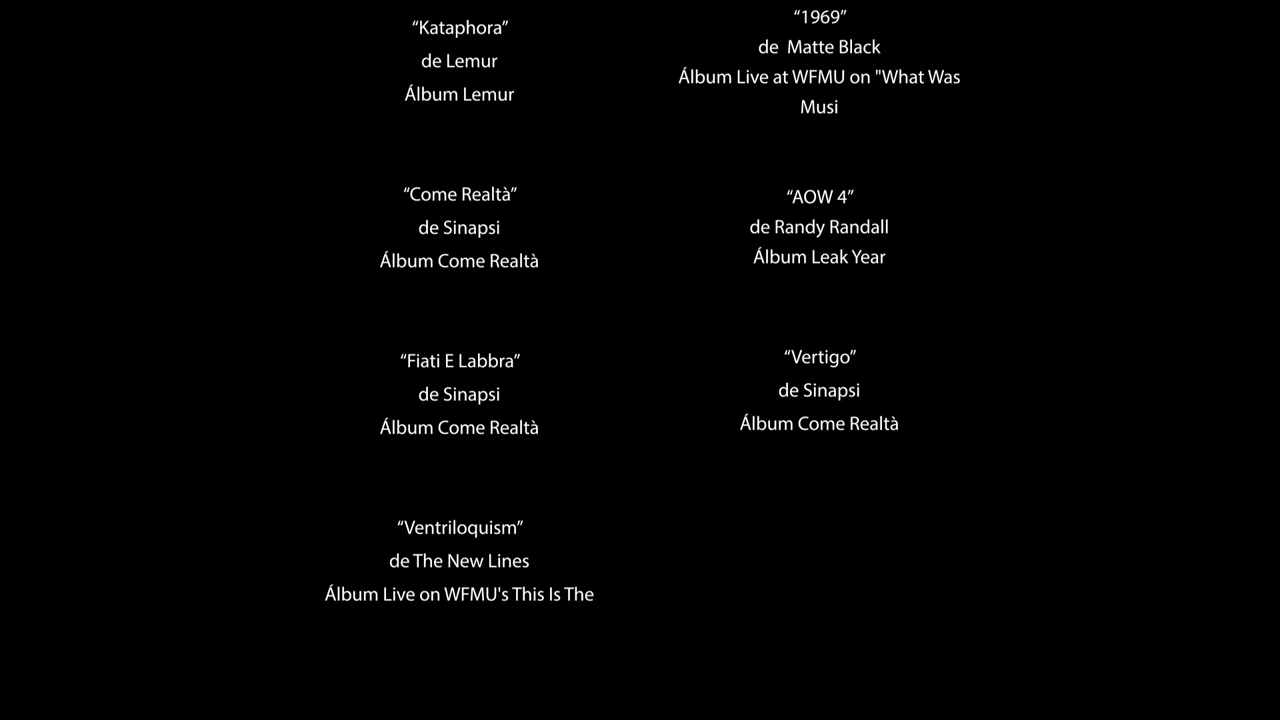 “Kataphora”
de Lemur
Álbum Lemur
“Come Realtà”
de Sinapsi
Álbum Come Realtà
“Fiati E Labbra”
de Sinapsi
Álbum Come Realtà
“Ventriloquism”
de The New Lines
Álbum Live on WFMU's This Is The
“1969”
de  Matte Black
Álbum Live at WFMU on "What Was
Musi
“AOW 4”
de Randy Randall
Álbum Leak Year
“Vertigo”
de Sinapsi
Álbum Come Realtà